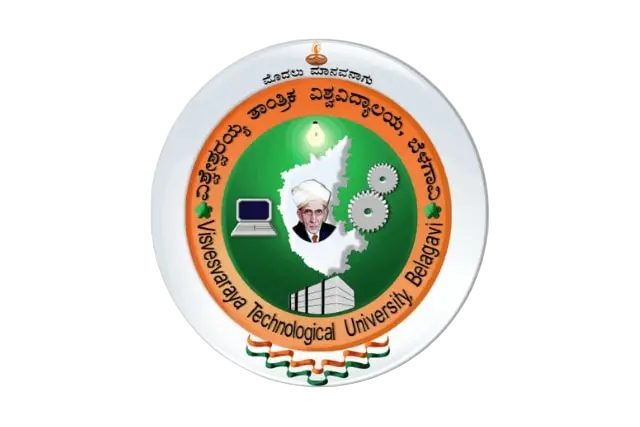 ಮೊದಲು ಮಾನವನಾಗು
ವಿಶ್ವೇಶ್ವರಯ್ಯ ತಾಂತ್ರಿಕ ವಿಶ್ವವಿದ್ಯಾಲಯ, ಬೆಳಗಾವಿ
Visvesvaraya Technological University, Belagavi